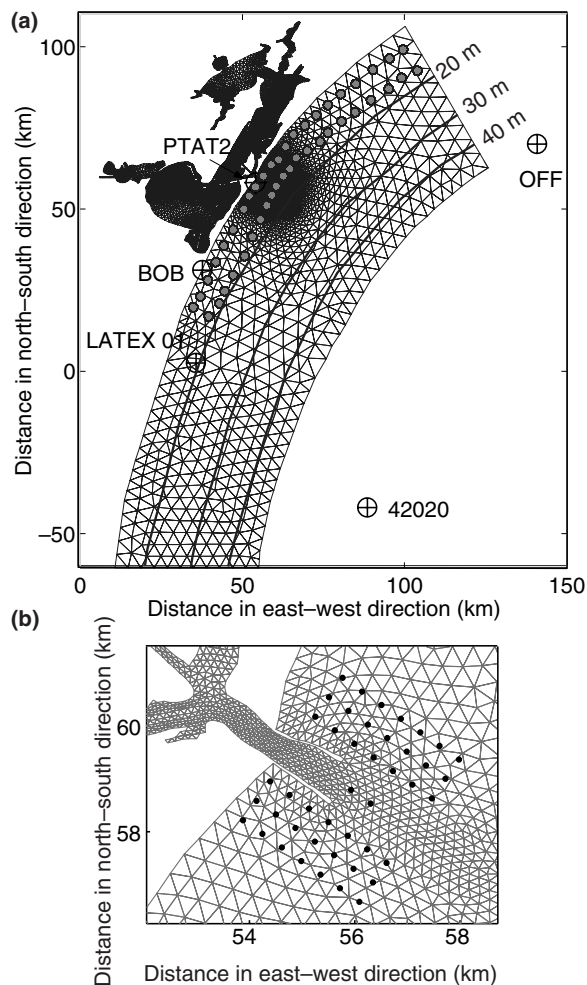 (a)
100
50
0
−50
Distance in north–south direction (km)
20 m
30 m
40 m
PTAT2
OFF
BOB
LATEX 01
42020
0
50
100
150
Distance in east–west direction (km)
(b)
60
58
Distance in north–south direction (km)
54
56
58
Distance in east–west direction (km)